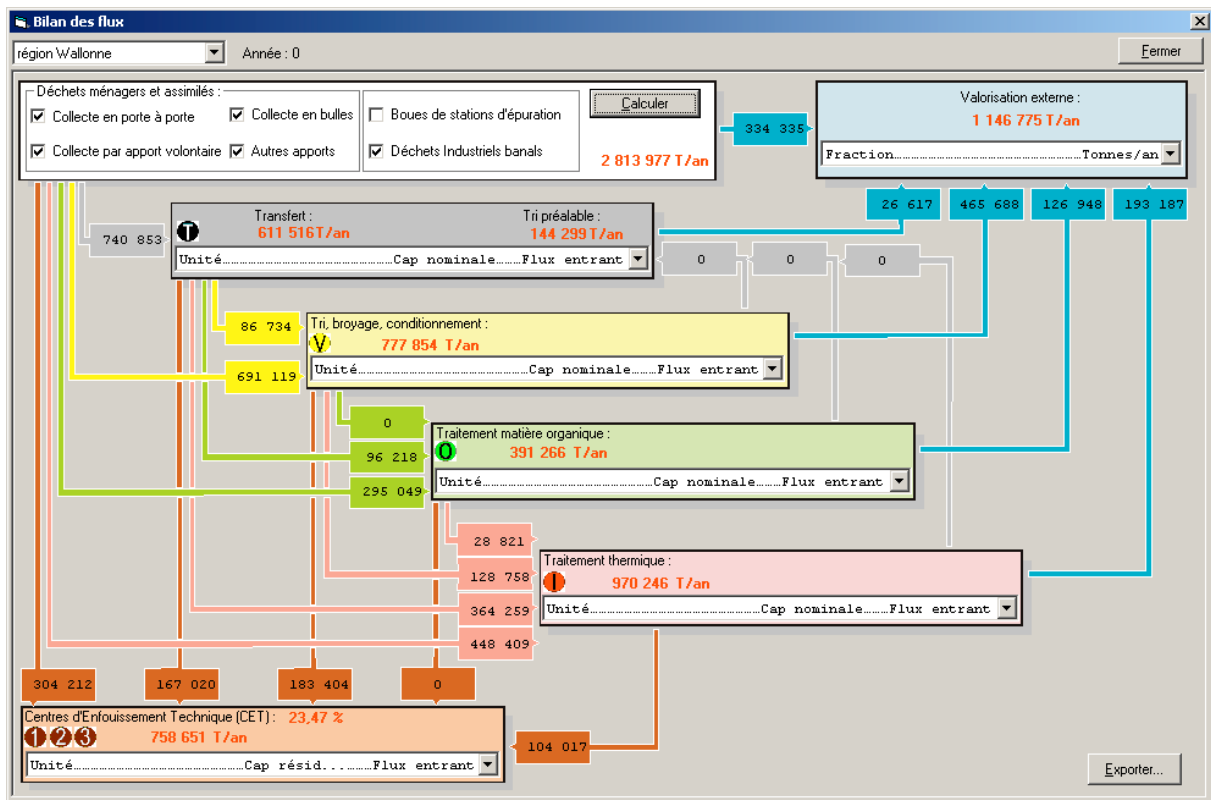 Bilan des flux
région Wallonne
Année : 0
Fermer
Déchets ménagers et assimilés :
Collecte en porte à porte
Collecte en bulles
Boues de stations d'épuration
Calculer
Collecte par apport volontaire
Autres apports
Déchets Industriels banals
2 813 977 T/an
334 335
Valorisation externe :
1 146 775 T/an
Fraction.......Tonnes/an
26 617
465 688
126 948
193 187
740 853
T
Transfert :
611 516T/an
Tri préalable :
144 299T/an
Unité.......Cap nominale.......Flux entrant
0
0
0
86 734
691 119
Tri, broyage, conditionnement :
V
777 854 T/an
Unité.......Cap nominale.......Flux entrant
0
96 218
295 049
Traitement matière organique :
O
391 266 T/an
Unité.......Cap nominale.......Flux entrant
28 821
128 758
364 259
448 409
Traitement thermique :
I
970 246 T/an
Unité.......Cap nominale.......Flux entrant
304 212
167 020
183 404
0
Centres d'Enfouissement Technique (CET) : 23,47 %
1 2 3
758 651 T/an
Unité.......Cap résid..........Flux entrant
104 017
Exporter...